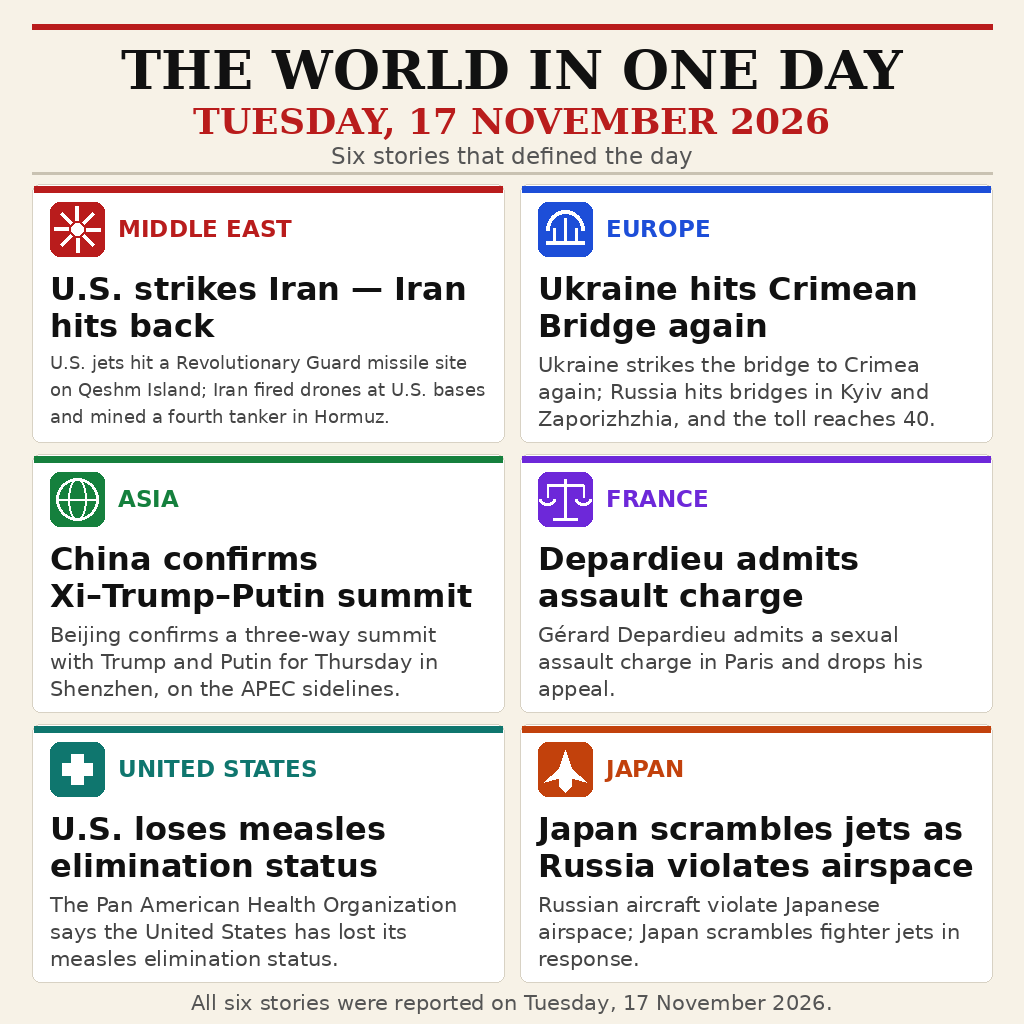 THE WORLD IN ONE DAY
TUESDAY, 17 NOVEMBER 2026
Six stories that defined the day
MIDDLE EAST
U.S. strikes Iran — Iran
hits back
U.S. jets hit a Revolutionary Guard missile site
on Qeshm Island; Iran fired drones at U.S. bases
and mined a fourth tanker in Hormuz.
EUROPE
Ukraine hits Crimean
Bridge again
Ukraine strikes the bridge to Crimea
again; Russia hits bridges in Kyiv and
Zaporizhzhia, and the toll reaches 40.
ASIA
China confirms
Xi–Trump–Putin summit
Beijing confirms a three-way summit
with Trump and Putin for Thursday in
Shenzhen, on the APEC sidelines.
FRANCE
Depardieu admits
assault charge
Gérard Depardieu admits a sexual
assault charge in Paris and drops his
appeal.
UNITED STATES
U.S. loses measles
elimination status
The Pan American Health Organization
says the United States has lost its
measles elimination status.
JAPAN
Japan scrambles jets as
Russia violates airspace
Russian aircraft violate Japanese
airspace; Japan scrambles fighter jets in
response.
All six stories were reported on Tuesday, 17 November 2026.